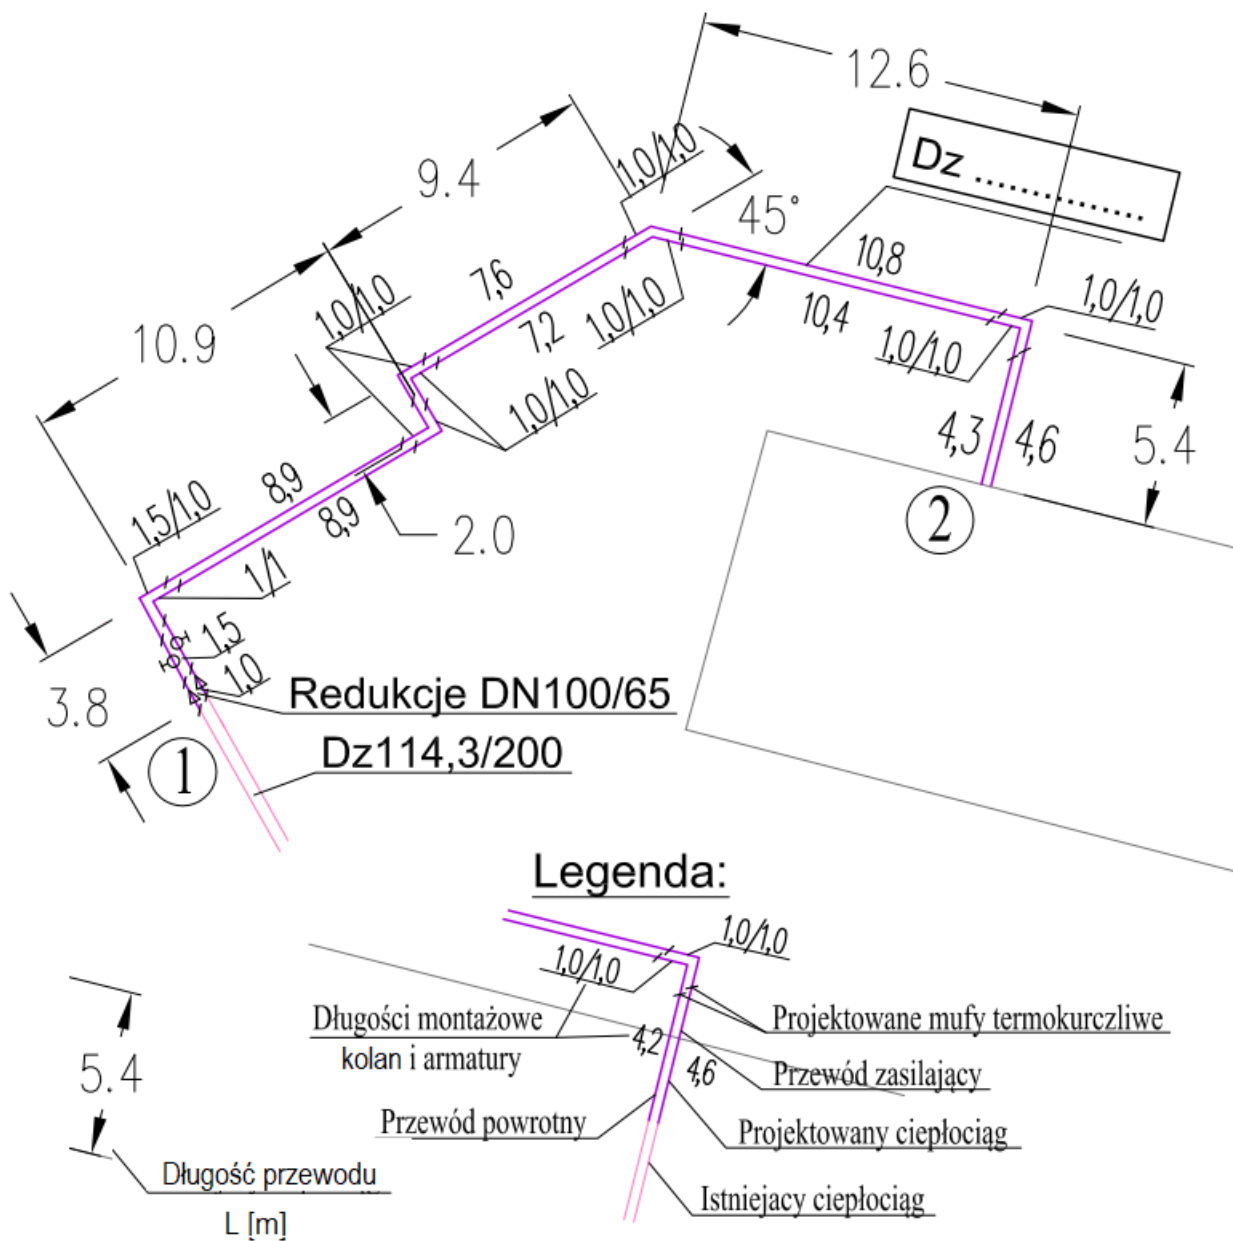 12.6
Dz ................
9.4
1,0/1,0
45°
10,8
7,6
1,0/1,0
10.9
1,0/1,0
7,2
10,4
1,0/1,0
1,0/1,0
1,0/1,0
4,3
4,6
5.4
8,9
1,5/1,0
8,9
2.0
2
1/1
1,5
1,0
3.8
Redukcje DN100/65
1
Dz114,3/200
Legenda:
1,0/1,0
1,0/1,0
Długości montażowe
kolan i armatury
Projektowane mufy termokurczliwe
4,2
4,6
5.4
Przewód zasilający
Przewód powrotny
Projektowany ciepłociąg
Długość przewodu
L [m]
Istniejacy ciepłociąg